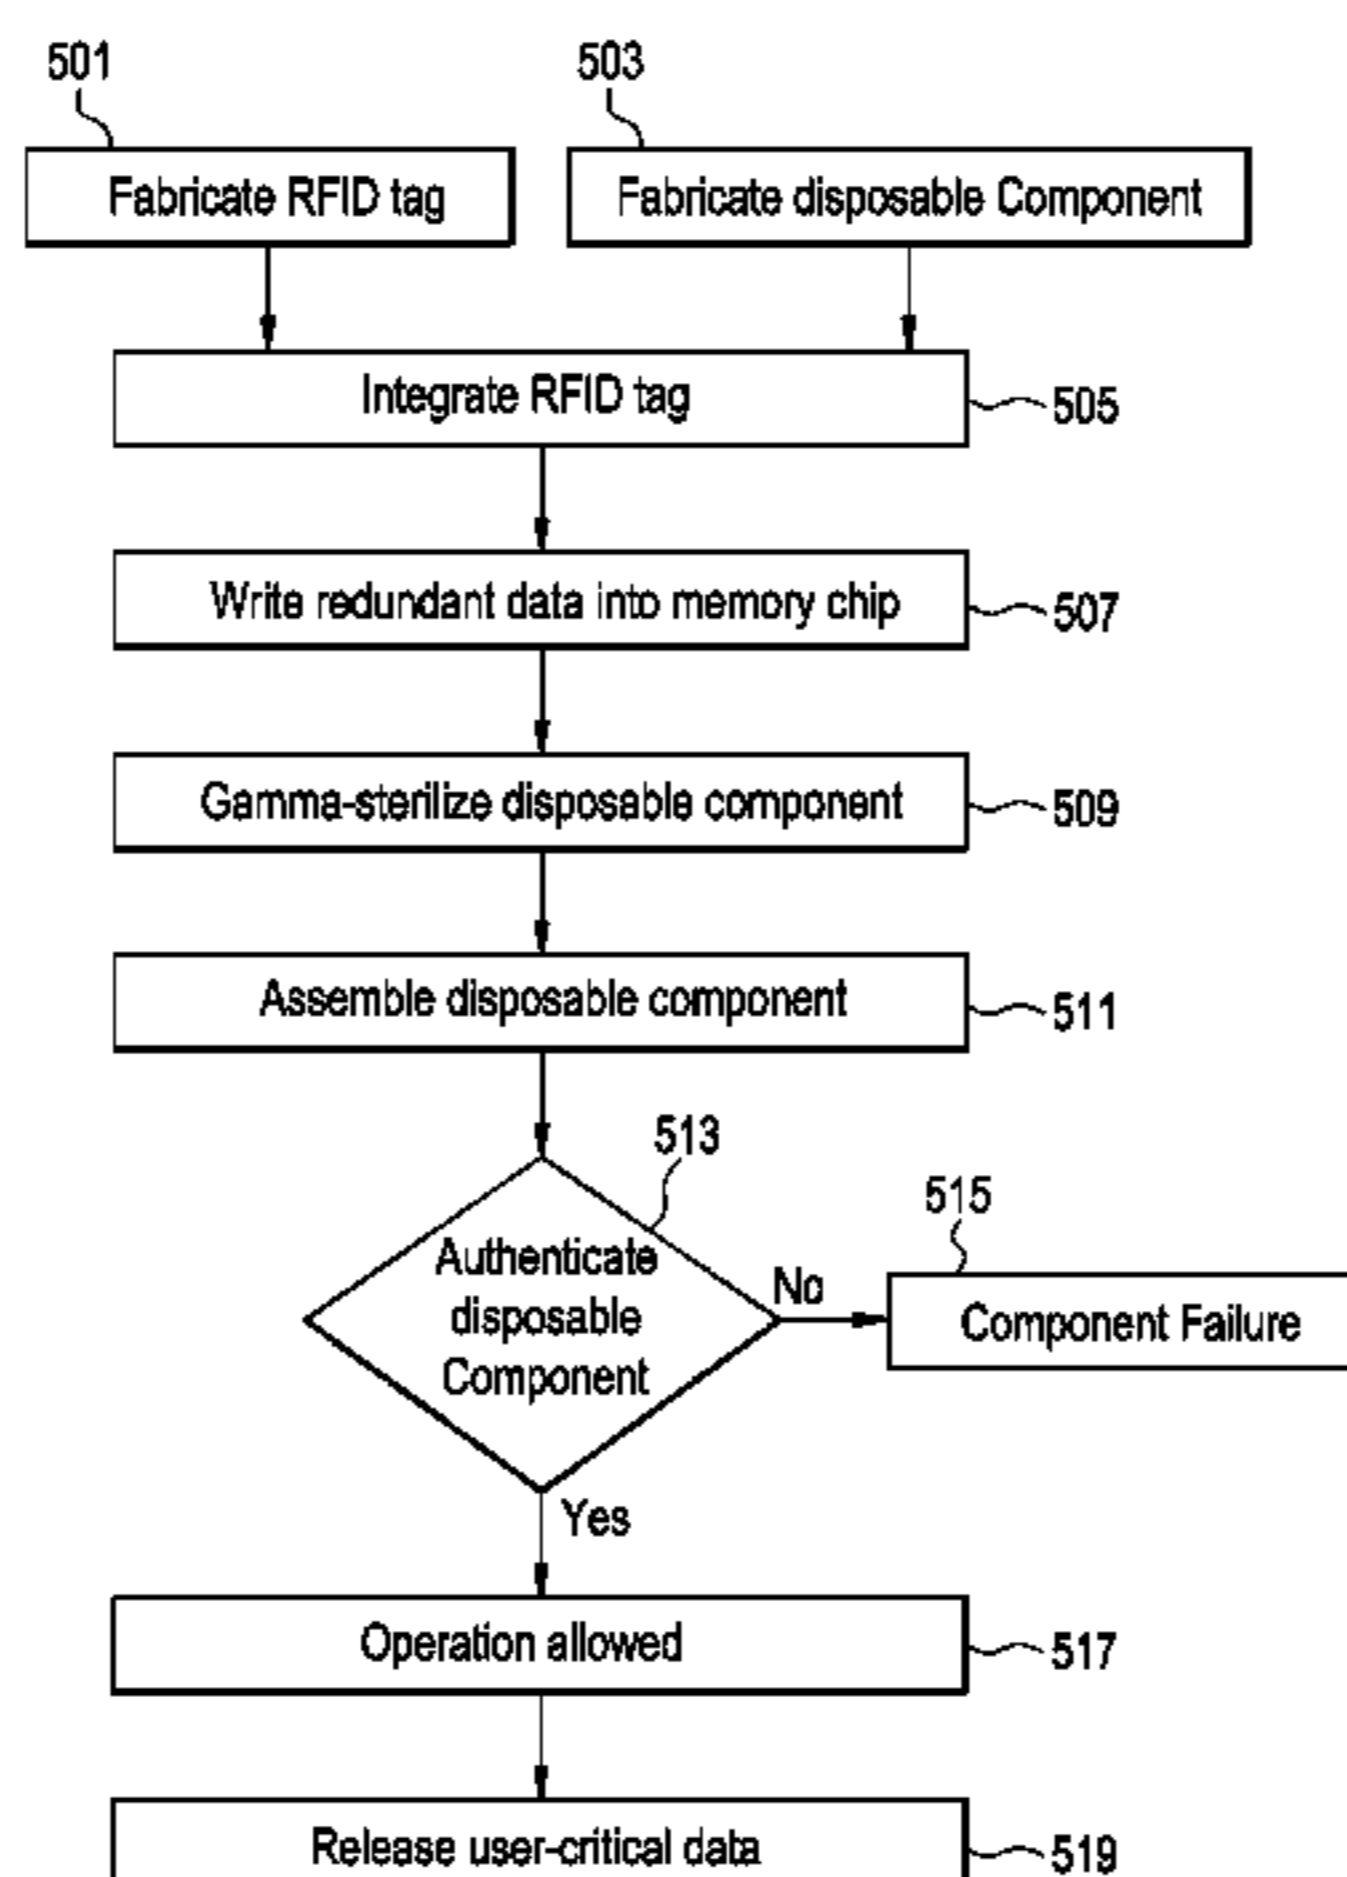 501
503
Fabricate RFID tag
Fabricate disposable Component
Integrate RFID tag
505
Write redundant data into memory chip
507
Gamma-sterilize disposable component
509
Assemble disposable component
511
513
Authenticate
disposable
Component
No
515
Component Failure
Yes
Operation allowed
517
Release user-critical data
519